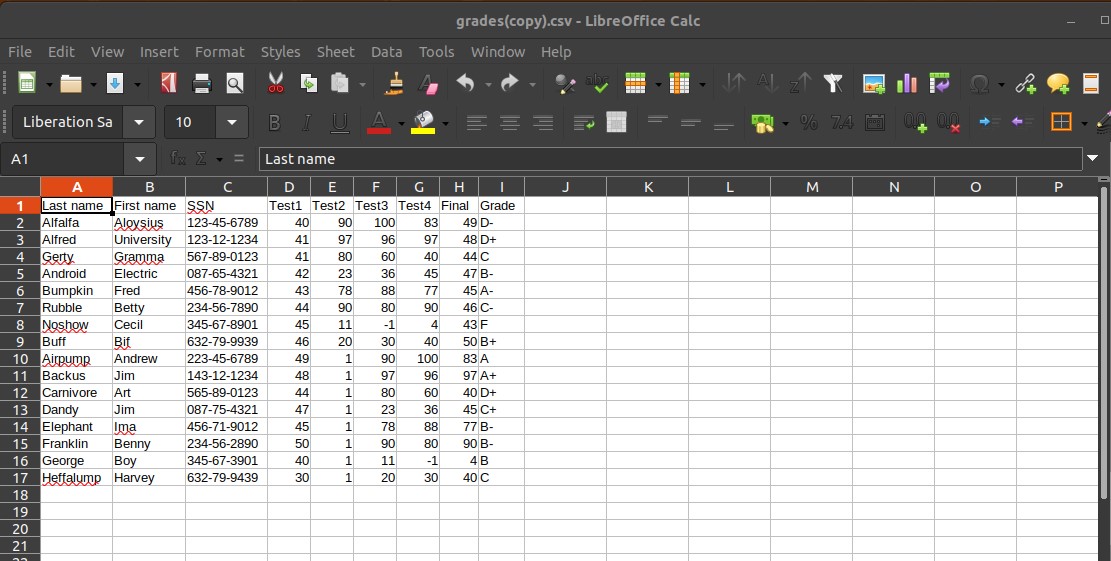 grades(copy).csv - LibreOffice Calc
File Edit View Insert Format Styles Sheet Data Tools Window Help
Liberation Sa 10 B I U A % 7.4 0.0 0.0
A1 fx Σ = Last name
A B C D E F G H I J K L M N O P
1 Last name First name SSN Test1 Test2 Test3 Test4 Final Grade
2 Alfalfa Aloysius 123-45-6789 40 90 100 83 49 D-
3 Alfred University 123-12-1234 41 97 96 97 48 D+
4 Gerty Gramma 567-89-0123 41 80 60 40 44 C
5 Android Electric 087-65-4321 42 23 36 45 47 B-
6 Bumpkin Fred 456-78-9012 43 78 88 77 45 A-
7 Rubble Betty 234-56-7890 44 90 80 90 46 C-
8 Noshow Cecil 345-67-8901 45 11 -1 4 43 F
9 Buff Bif 632-79-9939 46 20 30 40 50 B+
10 Airpump Andrew 223-45-6789 49 1 90 100 83 A
11 Backus Jim 143-12-1234 48 1 97 96 97 A+
12 Carnivore Art 565-89-0123 44 1 80 60 40 D+
13 Dandy Jim 087-75-4321 47 1 23 36 45 C+
14 Elephant Ima 456-71-9012 45 1 78 88 77 B-
15 Franklin Benny 234-56-2890 50 1 90 80 90 B-
16 George Boy 345-67-3901 40 1 11 -1 4 B
17 Heffalump Harvey 632-79-9439 30 1 20 30 40 C
18
19
20
21